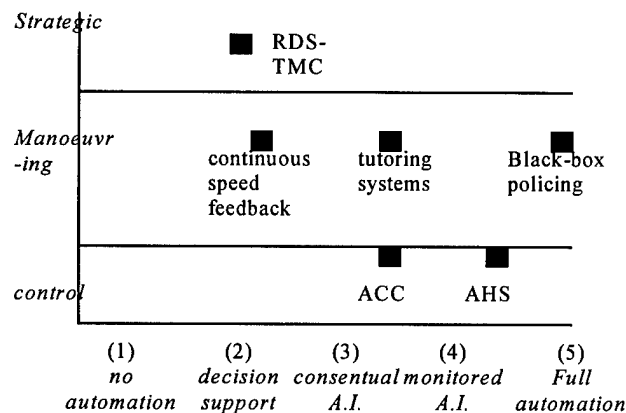 Strategic
RDS-
TMC
Manoeuvr
-ing
continuous
speed
feedback
tutoring
systems
Black-box
policing
control
ACC
AHS
(1)
no
automation
(2)
decision
support
(3)
consentual
A.I.
(4)
monitored
A.I.
(5)
Full
automation